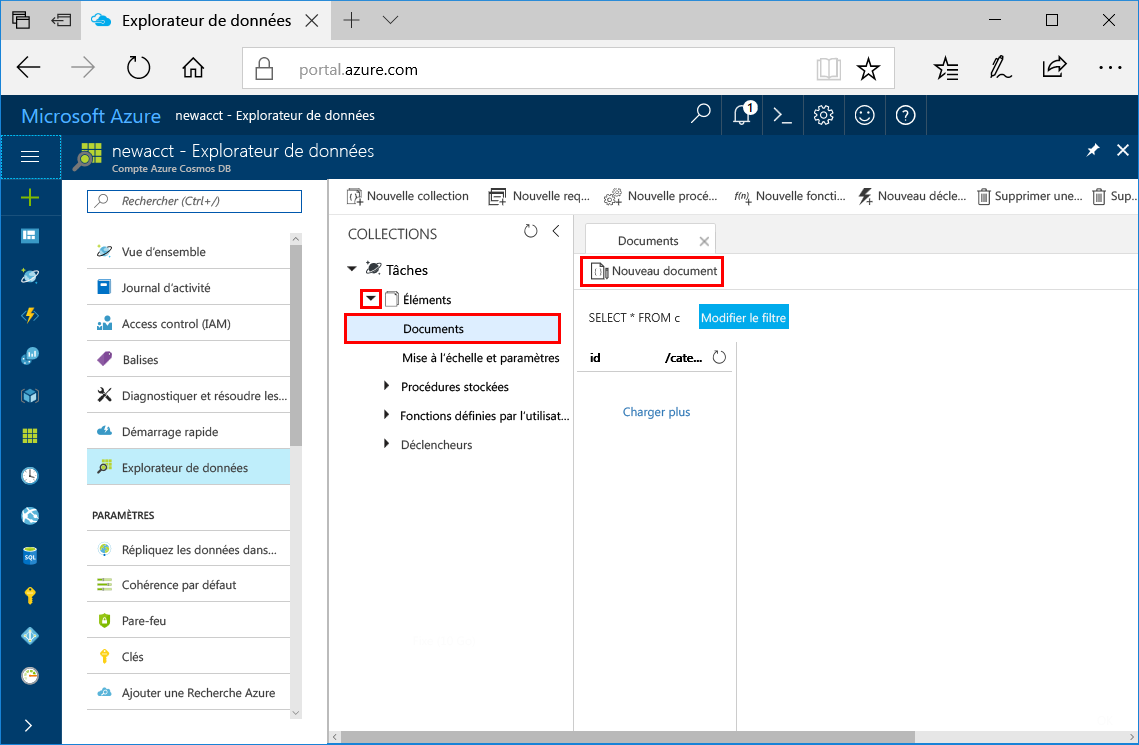 Explorateur de données
portal.azure.com
Microsoft Azure newacct - Explorateur de données
1
newacct - Explorateur de données
Compte Azure Cosmos DB
Rechercher (Ctrl+/)
Vue d'ensemble
Journal d'activité
Access control (IAM)
Balises
Diagnostiquer et résoudre les...
Démarrage rapide
Explorateur de données
PARAMÈTRES
Répliquez les données dans...
Cohérence par défaut
Pare-feu
Clés
Ajouter une Recherche Azure
SQL
Nouvelle collection Nouvelle req... Nouvelle procé... f(n) Nouvelle foncti... Nouveau décle... Supprimer une... Sup...
COLLECTIONS
Tâches
Éléments
Documents
Mise à l'échelle et paramètres
Procédures stockées
Fonctions définies par l'utilisat...
Déclencheurs
Documents
Nouveau document
SELECT * FROM c Modifier le filtre
id /cate...
Charger plus